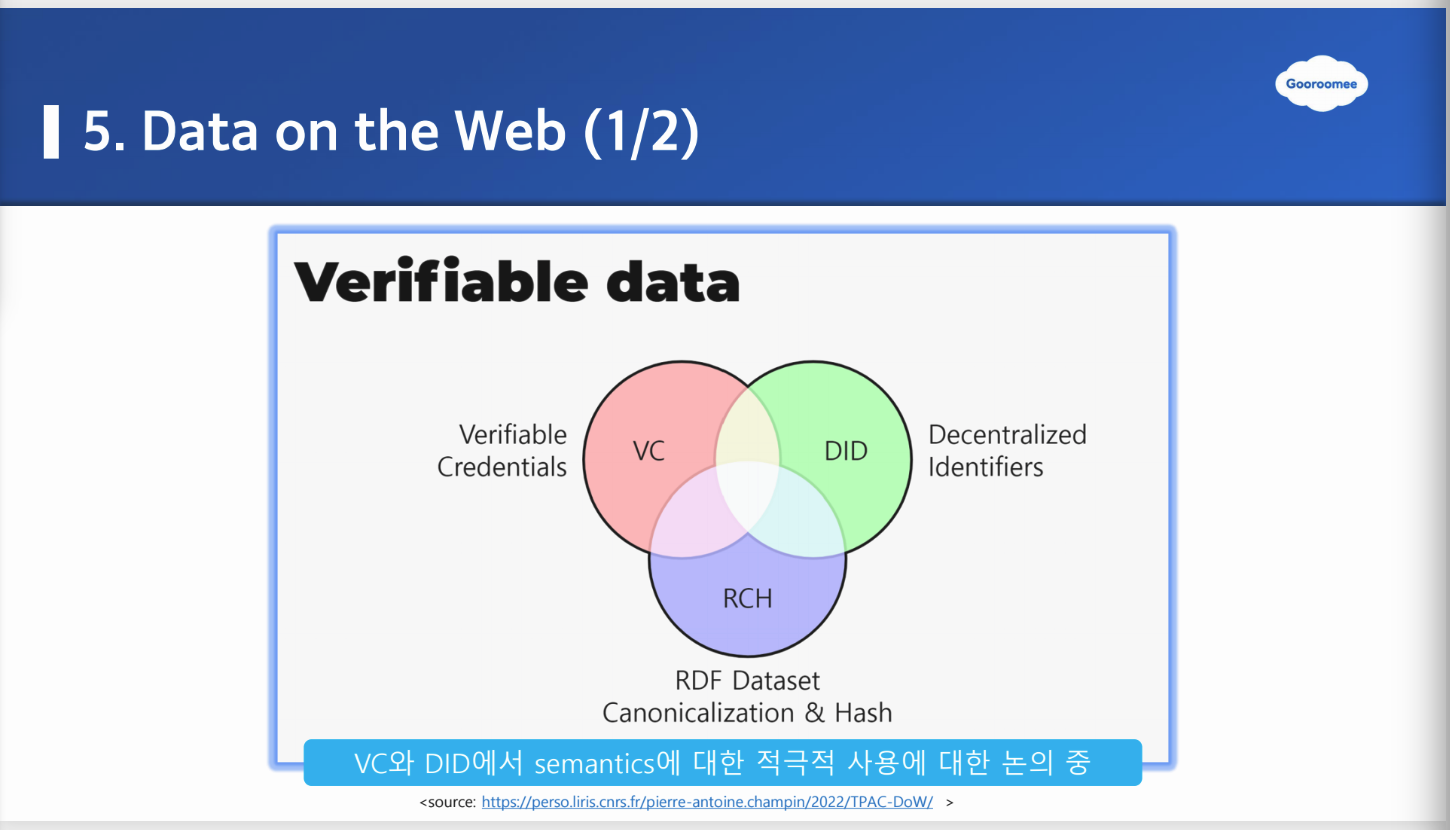 Gooroomee
5. Data on the Web (1/2)
Verifiable data
Verifiable
Credentials
VC
DID
Decentralized
Identifiers
RCH
RDF Dataset
Canonicalization & Hash
VC와 DID에서 semantics에 대한 적극적 사용에 대한 논의 중
<source: https://perso.liris.cnrs.fr/pierre-antoine.champin/2022/TPAC-DoW/ >